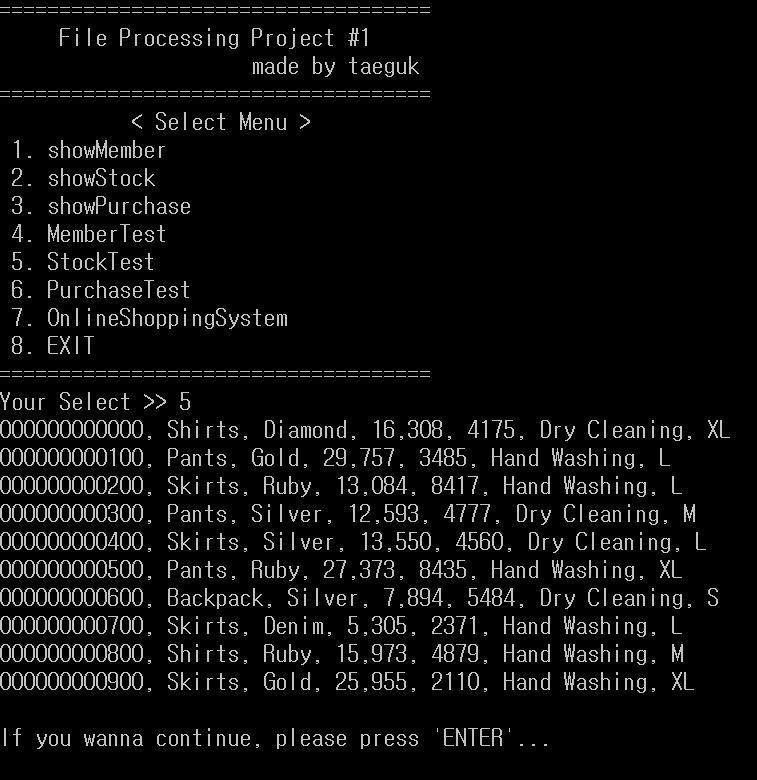 ====================================
File Processing Project #1
made by taeguk
====================================
< Select Menu >
1. showMember
2. showStock
3. showPurchase
4. MemberTest
5. StockTest
6. PurchaseTest
7. OnlineShoppingSystem
8. EXIT
====================================
Your Select >> 5
000000000000, Shirts, Diamond, 16,308, 4175, Dry Cleaning, XL
000000000100, Pants, Gold, 29,757, 3485, Hand Washing, L
000000000200, Skirts, Ruby, 13,084, 8417, Hand Washing, L
000000000300, Pants, Silver, 12,593, 4777, Dry Cleaning, M
000000000400, Skirts, Silver, 13,550, 4560, Dry Cleaning, L
000000000500, Pants, Ruby, 27,373, 8435, Hand Washing, XL
000000000600, Backpack, Silver, 7,894, 5484, Dry Cleaning, S
000000000700, Skirts, Denim, 5,305, 2371, Hand Washing, L
000000000800, Shirts, Ruby, 15,973, 4879, Hand Washing, M
000000000900, Skirts, Gold, 25,955, 2110, Hand Washing, XL
If you wanna continue, please press 'ENTER'...